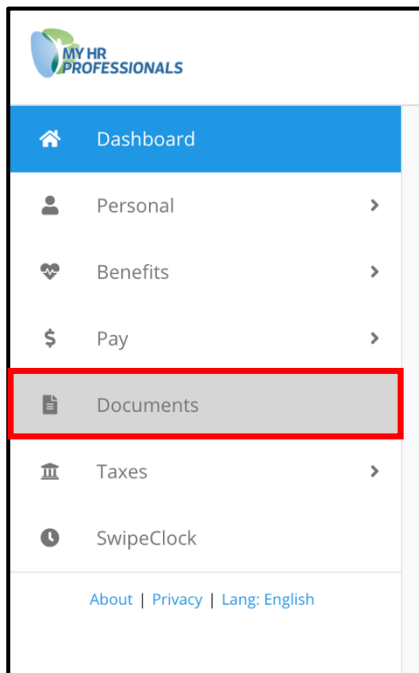 MY HR
PROFESSIONALS
Dashboard
Personal
Benefits
Pay
Documents
Taxes
SwipeClock
About | Privacy | Lang: English